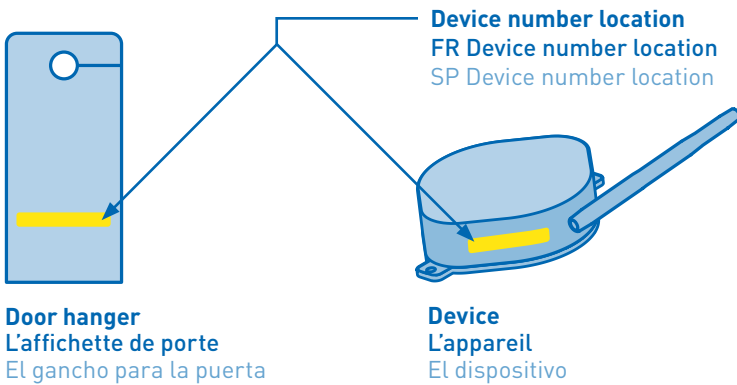 Device number location
FR Device number location
SP Device number location
Door hanger
L'affichette de porte
El gancho para la puerta
Device
L'appareil
El dispositivo